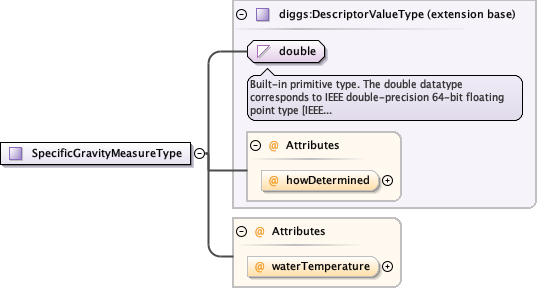 diggs:DescriptorValueType (extension base)
double
Built-in primitive type. The double datatype
corresponds to IEEE double-precision 64-bit floating
point type [IEEE...
SpecificGravityMeasureType
@ Attributes
@ howDetermined
@ Attributes
@ waterTemperature